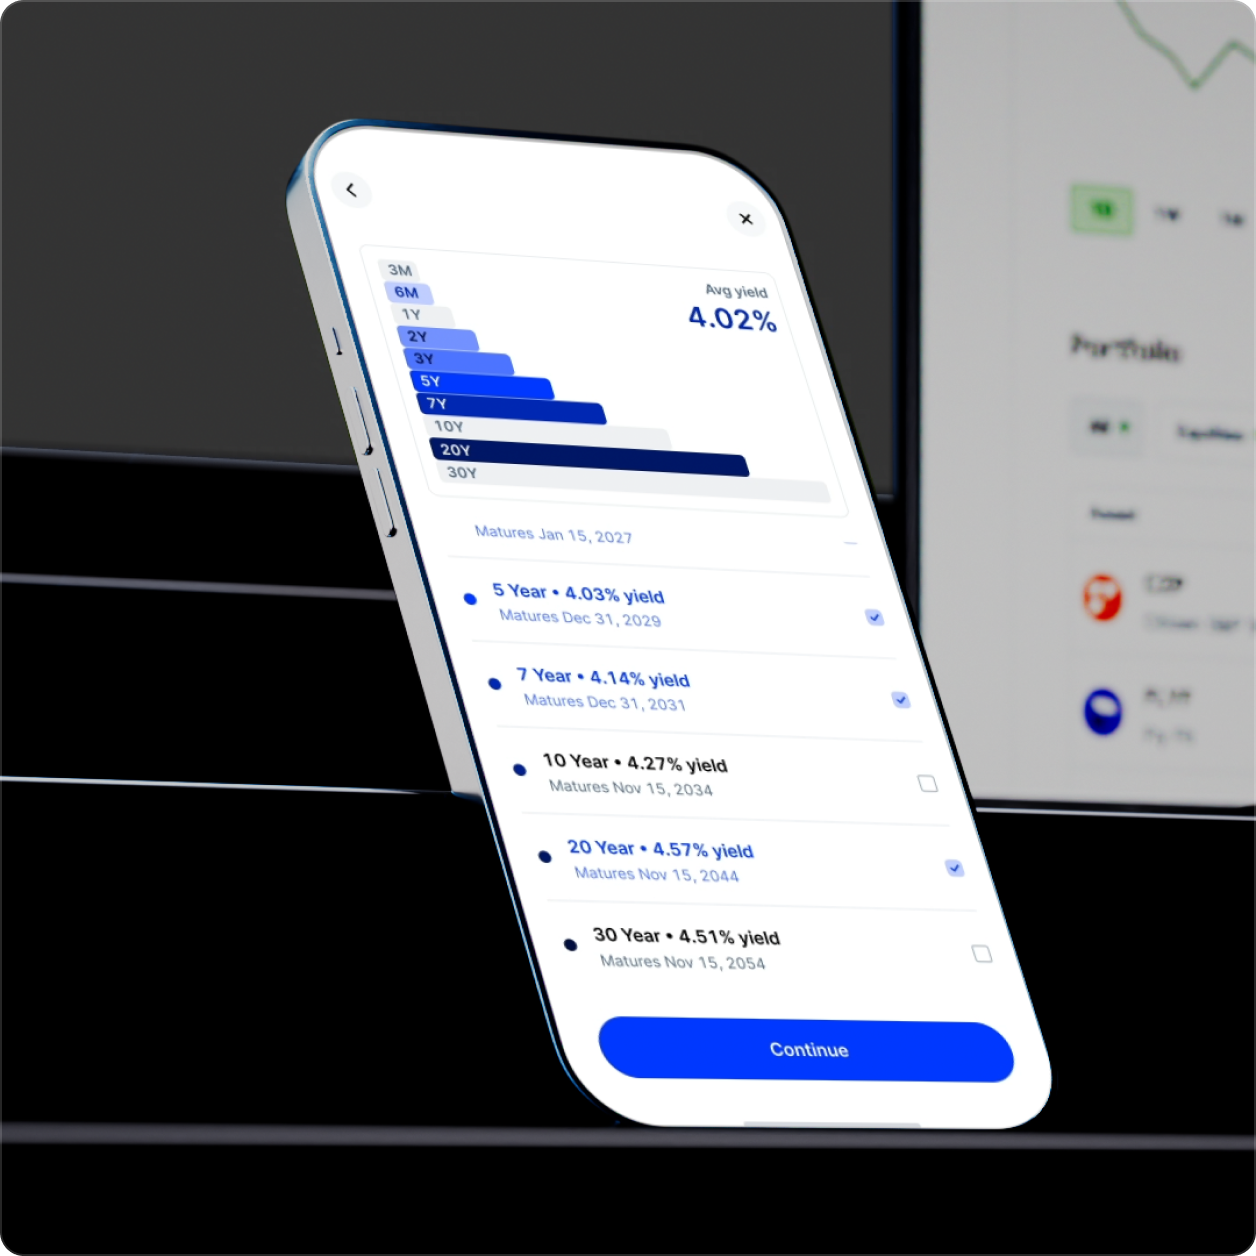 3M
6M
1Y
2Y
3Y
5Y
7Y
10Y
20Y
30Y
Avg yield
4.02%
Matures Jan 15, 2027
5 Year • 4.03% yield
Matures Dec 31, 2029
7 Year • 4.14% yield
Matures Dec 31, 2031
10 Year • 4.27% yield
Matures Nov 15, 2034
20 Year • 4.57% yield
Matures Nov 15, 2044
30 Year • 4.51% yield
Matures Nov 15, 2054
Continue
Portfolio